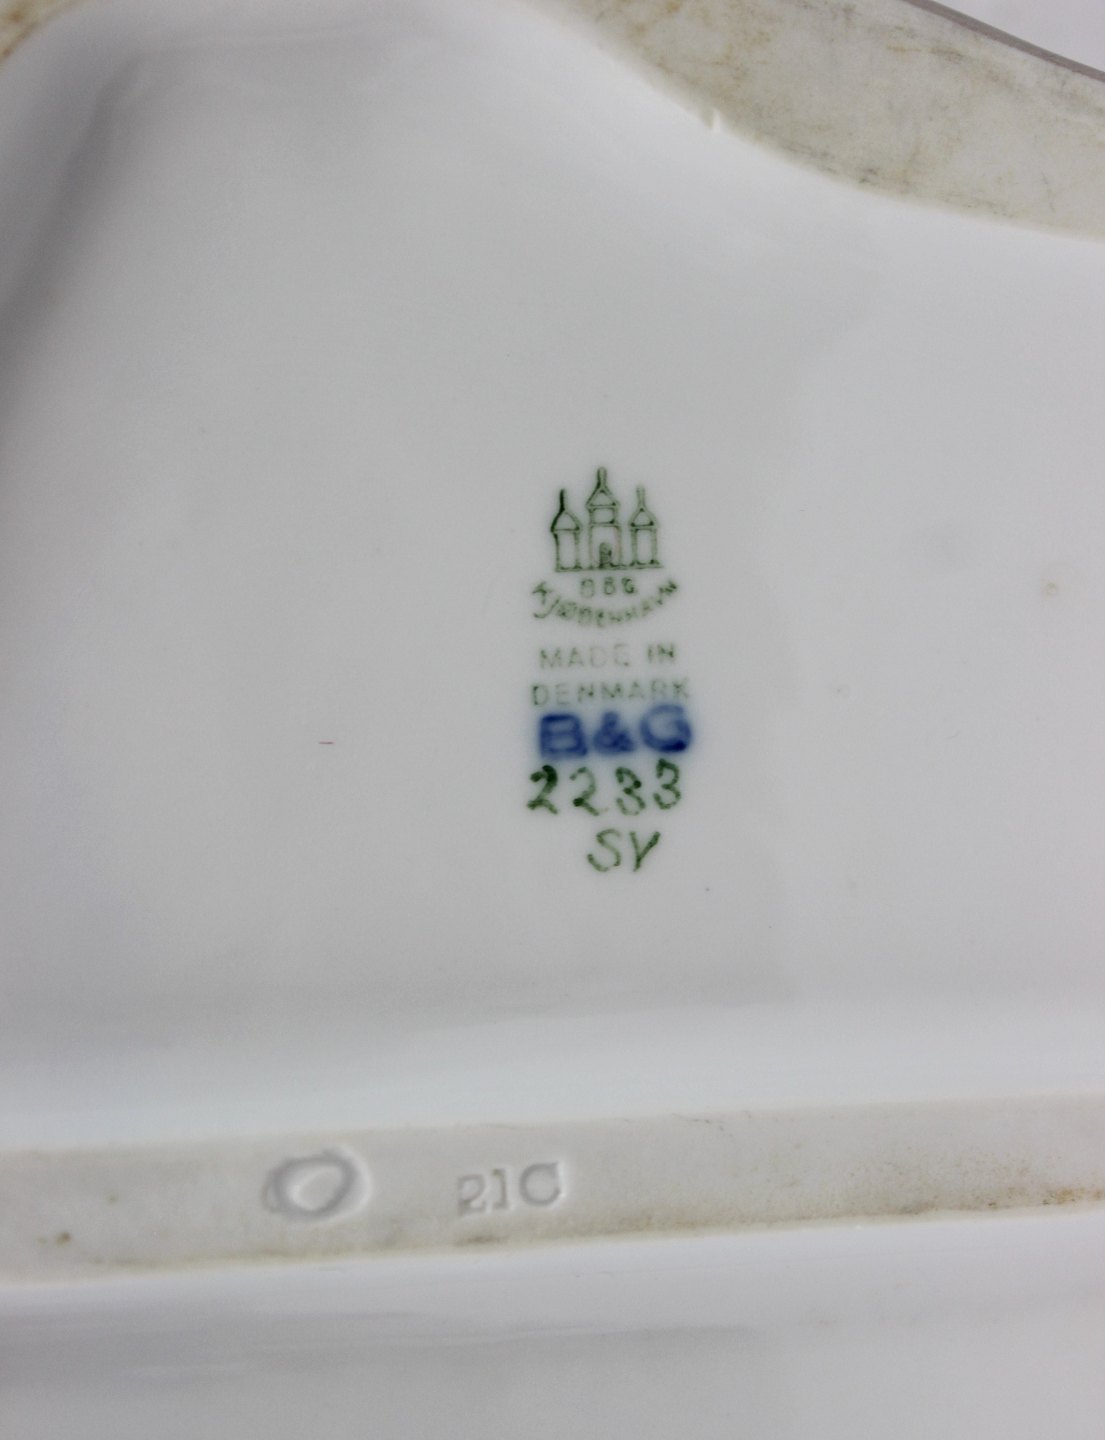 B&G
KJØBENHAVN
MADE IN
DENMARK
B&G
2233
SV
O 21C